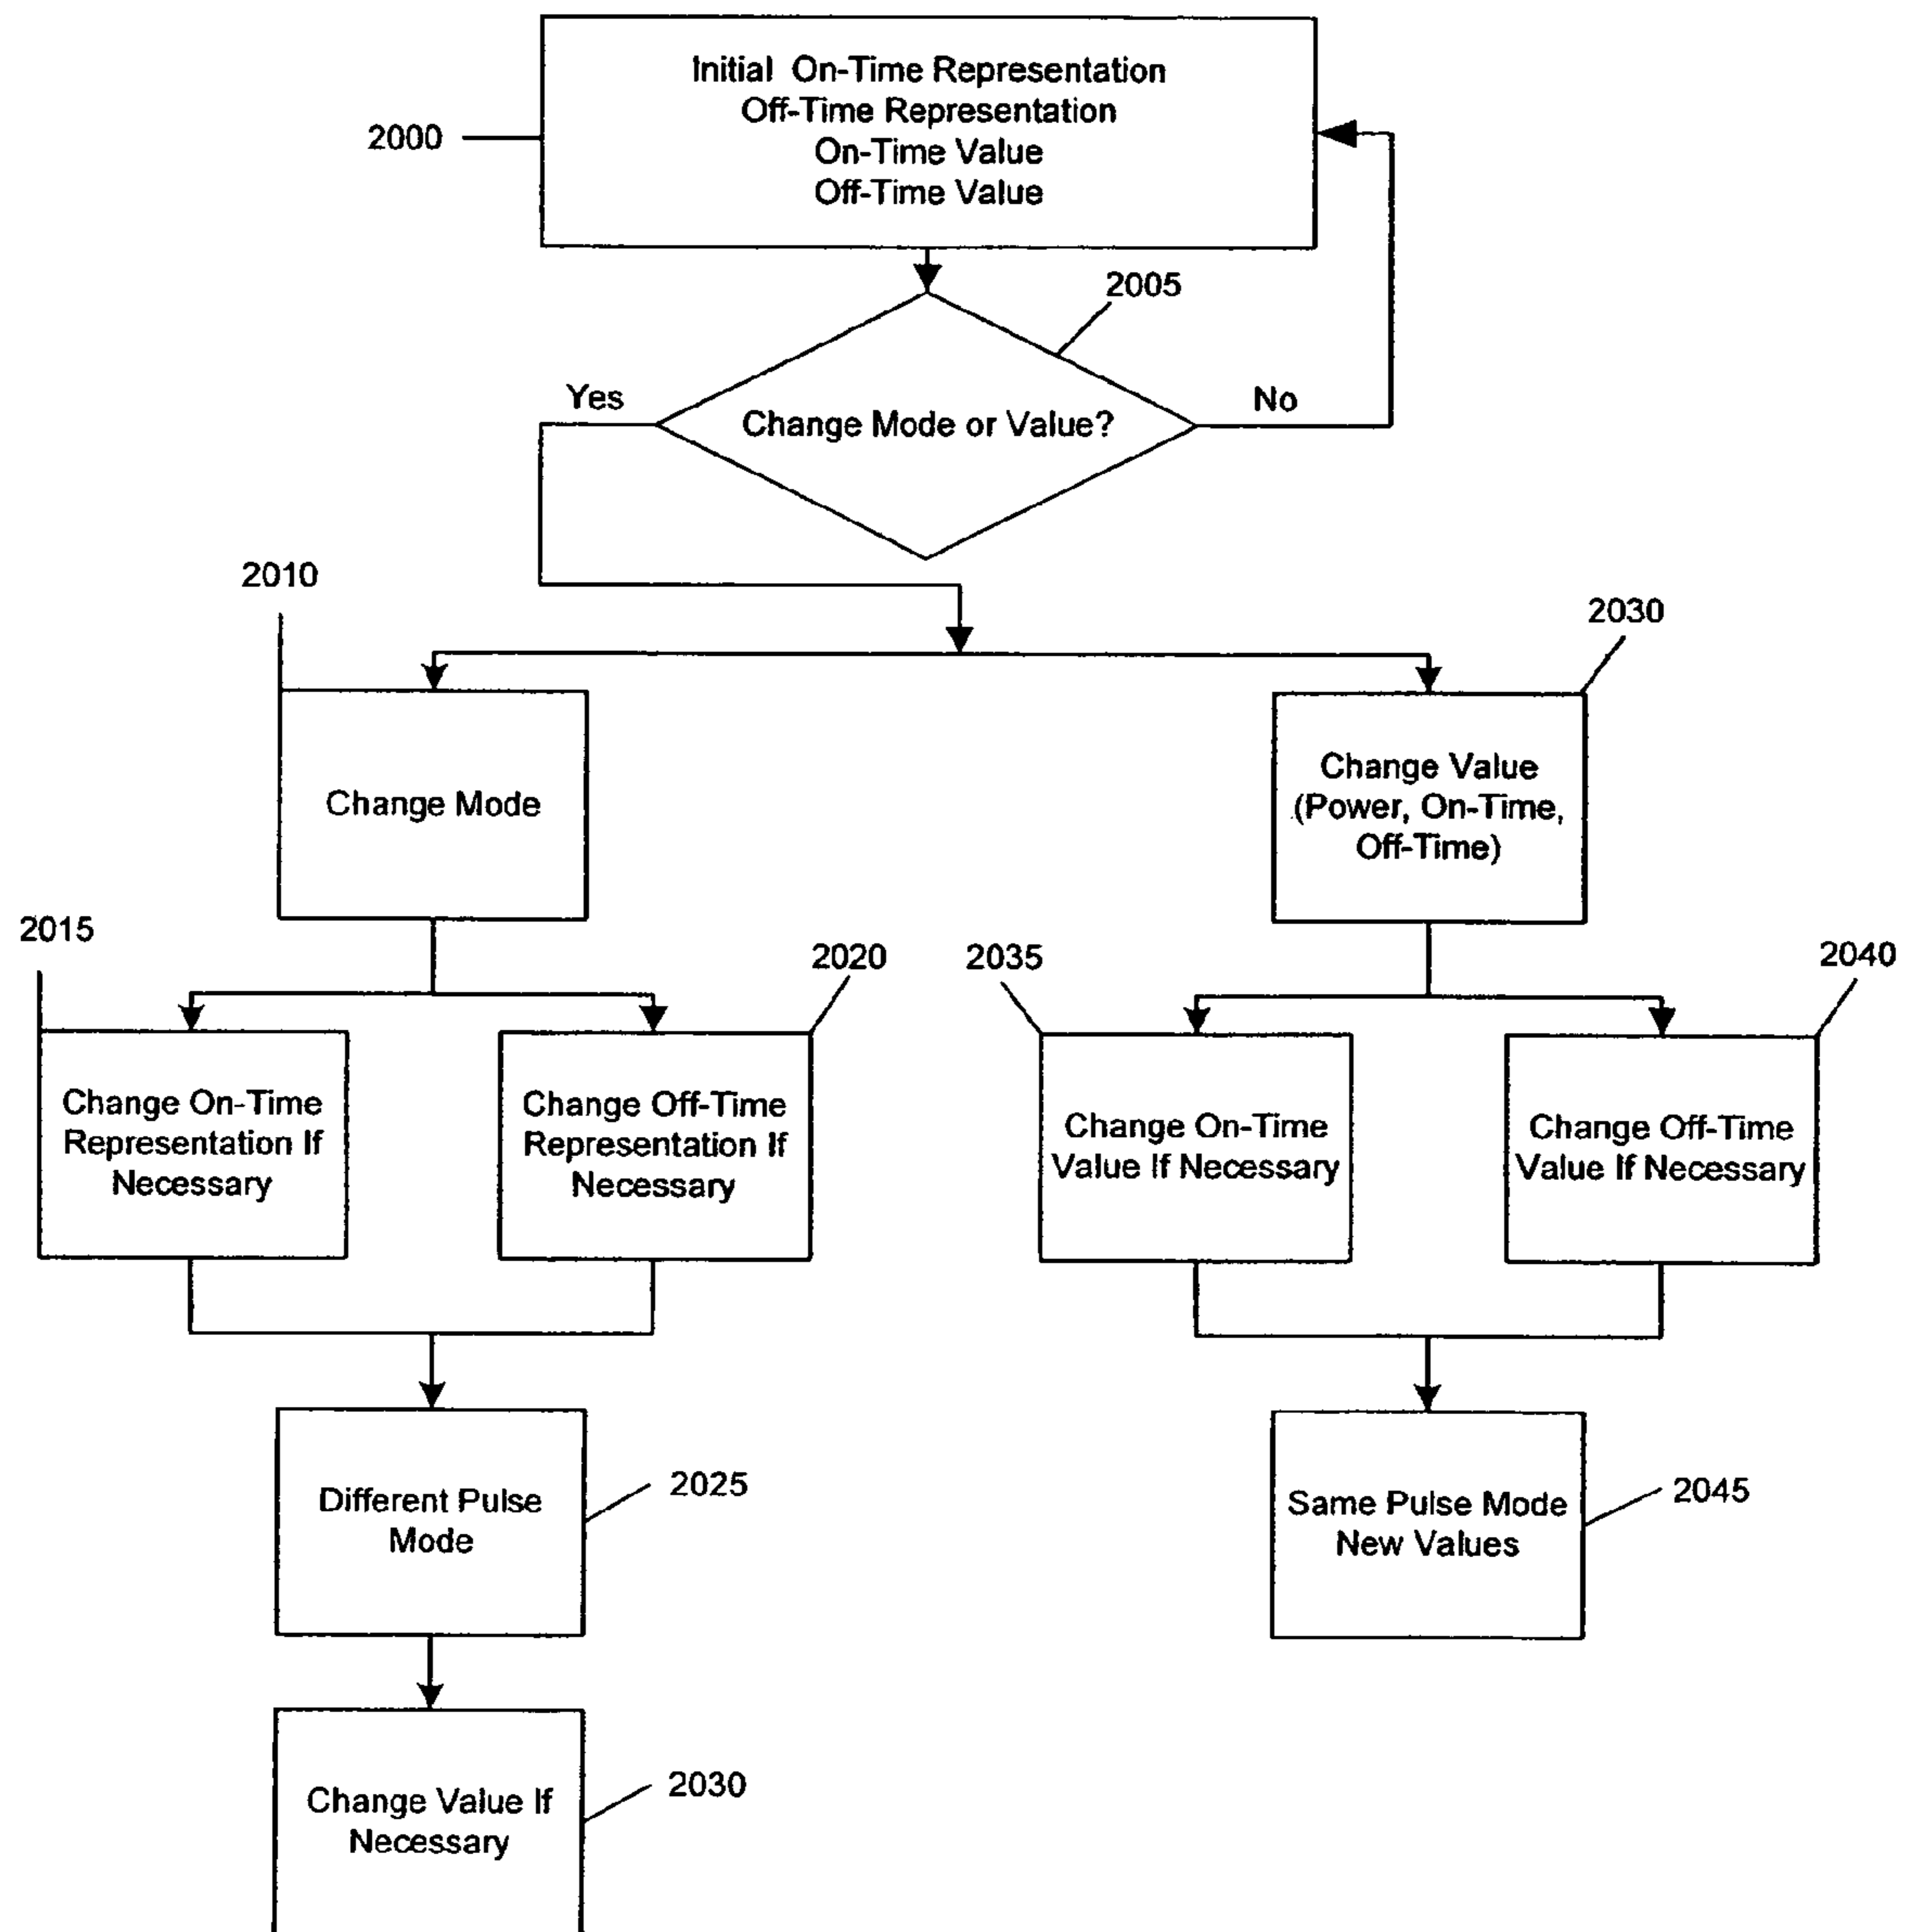 Initial On-Time Representation
Off-Time Representation
On-Time Value
Off-Time Value
2000
2005
Yes
Change Mode or Value?
No
2010
2030
Change Mode
Change Value
(Power, On-Time,
Off-Time)
2015
2020
2035
2040
Change On-Time
Representation If
Necessary
Change Off-Time
Representation If
Necessary
Change On-Time
Value If Necessary
Change Off-Time
Value If Necessary
Different Pulse
Mode
2025
Same Pulse Mode
New Values
2045
Change Value If
Necessary
2030